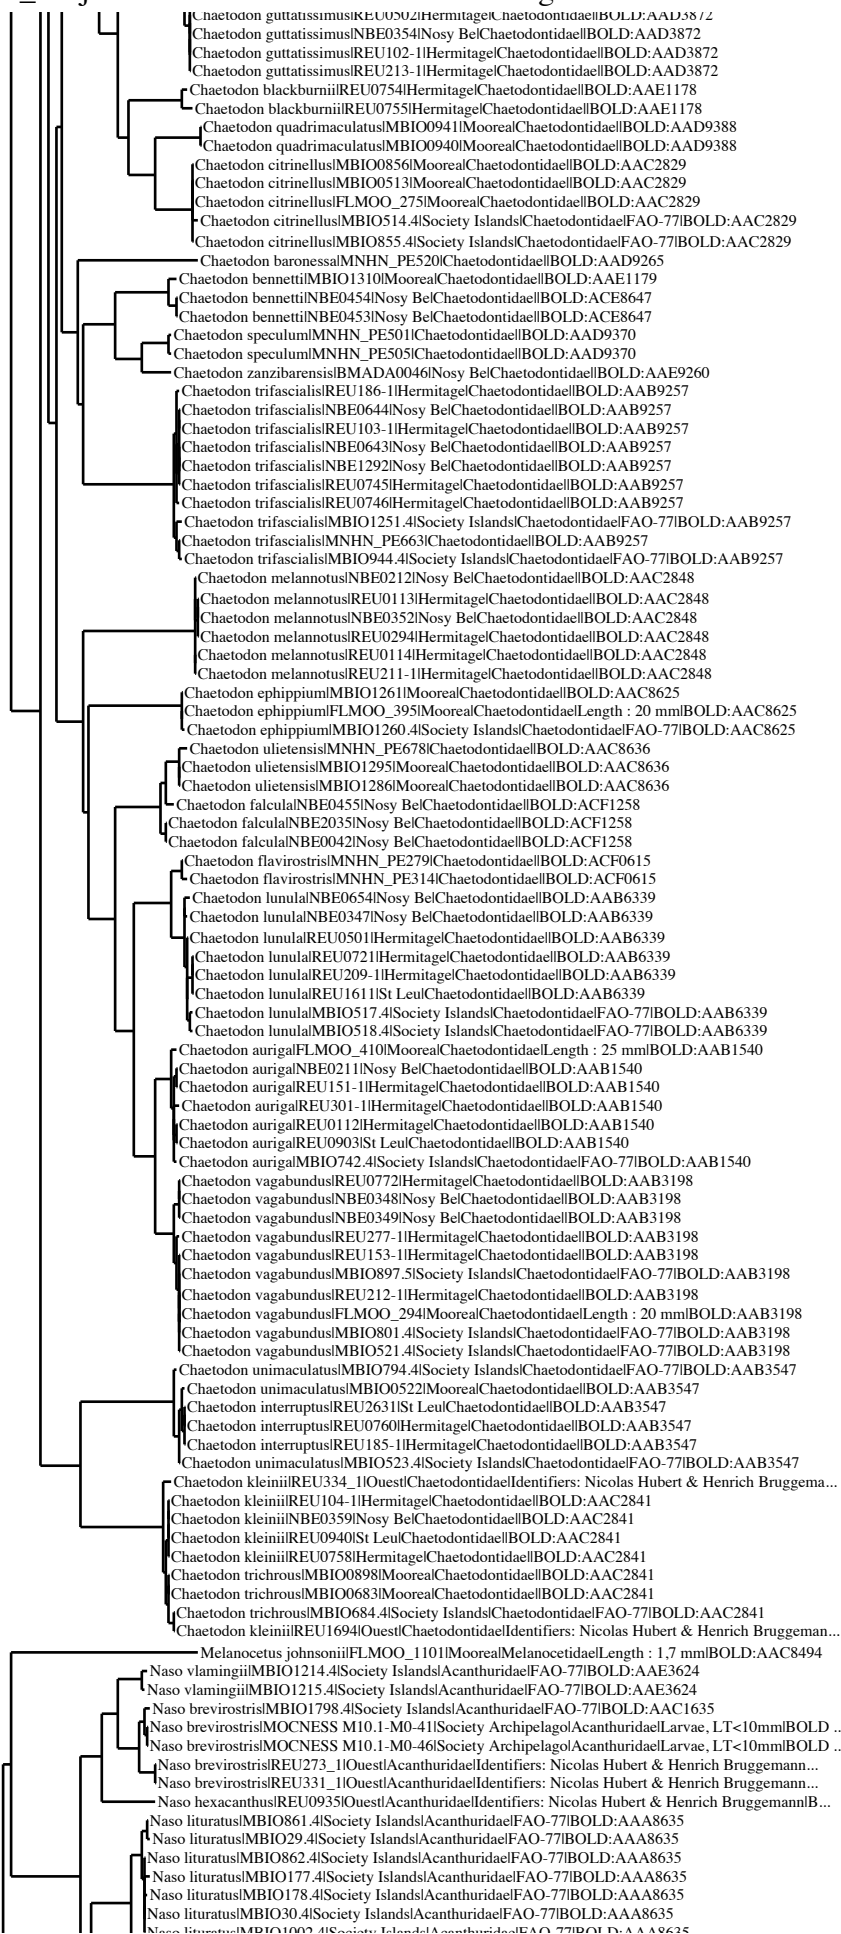 Chaetodon guttatissimus|REU0502|Hermitage|Chaetodontidae||BOLD:AAD3872
Chaetodon guttatissimus|NBE0354|Nosy Be|Chaetodontidae||BOLD:AAD3872
Chaetodon guttatissimus|REU102-1|Hermitage|Chaetodontidae||BOLD:AAD3872
Chaetodon guttatissimus|REU213-1|Hermitage|Chaetodontidae||BOLD:AAD3872
Chaetodon blackburnii|REU0754|Hermitage|Chaetodontidae||BOLD:AAE1178
Chaetodon blackburnii|REU0755|Hermitage|Chaetodontidae||BOLD:AAE1178
Chaetodon quadrimaculatus|MBIO0941|Moorea|Chaetodontidae||BOLD:AAD9388
Chaetodon quadrimaculatus|MBIO0940|Moorea|Chaetodontidae||BOLD:AAD9388
Chaetodon citrinellus|MBIO0856|Moorea|Chaetodontidae||BOLD:AAC2829
Chaetodon citrinellus|MBIO0513|Moorea|Chaetodontidae||BOLD:AAC2829
Chaetodon citrinellus|FLMOO_275|Moorea|Chaetodontidae||BOLD:AAC2829
Chaetodon citrinellus|MBIO514.4|Society Islands|Chaetodontidae|FAO-77|BOLD:AAC2829
Chaetodon citrinellus|MBIO855.4|Society Islands|Chaetodontidae|FAO-77|BOLD:AAC2829
Chaetodon baronessa|MNHN_PE520|Chaetodontidae||BOLD:AAD9265
Chaetodon bennetti|MBIO1310|Moorea|Chaetodontidae||BOLD:AAE1179
Chaetodon bennetti|NBE0454|Nosy Be|Chaetodontidae||BOLD:ACE8647
Chaetodon bennetti|NBE0453|Nosy Be|Chaetodontidae||BOLD:ACE8647
Chaetodon speculum|MNHN_PE501|Chaetodontidae||BOLD:AAD9370
Chaetodon speculum|MNHN_PE505|Chaetodontidae||BOLD:AAD9370
Chaetodon zanzibarensis|BMADA0046|Nosy Be|Chaetodontidae||BOLD:AAE9260
Chaetodon trifascialis|REU186-1|Hermitage|Chaetodontidae||BOLD:AAB9257
Chaetodon trifascialis|NBE0644|Nosy Be|Chaetodontidae||BOLD:AAB9257
Chaetodon trifascialis|REU103-1|Hermitage|Chaetodontidae||BOLD:AAB9257
Chaetodon trifascialis|NBE0643|Nosy Be|Chaetodontidae||BOLD:AAB9257
Chaetodon trifascialis|NBE1292|Nosy Be|Chaetodontidae||BOLD:AAB9257
Chaetodon trifascialis|REU0745|Hermitage|Chaetodontidae||BOLD:AAB9257
Chaetodon trifascialis|REU0746|Hermitage|Chaetodontidae||BOLD:AAB9257
Chaetodon trifascialis|MBIO1251.4|Society Islands|Chaetodontidae|FAO-77|BOLD:AAB9257
Chaetodon trifascialis|MNHN_PE663|Chaetodontidae||BOLD:AAB9257
Chaetodon trifascialis|MBIO944.4|Society Islands|Chaetodontidae|FAO-77|BOLD:AAB9257
Chaetodon melannotus|NBE0212|Nosy Be|Chaetodontidae||BOLD:AAC2848
Chaetodon melannotus|REU0113|Hermitage|Chaetodontidae||BOLD:AAC2848
Chaetodon melannotus|NBE0352|Nosy Be|Chaetodontidae||BOLD:AAC2848
Chaetodon melannotus|REU0294|Hermitage|Chaetodontidae||BOLD:AAC2848
Chaetodon melannotus|REU0114|Hermitage|Chaetodontidae||BOLD:AAC2848
Chaetodon melannotus|REU211-1|Hermitage|Chaetodontidae||BOLD:AAC2848
Chaetodon ephippium|MBIO1261|Moorea|Chaetodontidae||BOLD:AAC8625
Chaetodon ephippium|FLMOO_395|Moorea|Chaetodontidae|Length : 20 mm|BOLD:AAC8625
Chaetodon ephippium|MBIO1260.4|Society Islands|Chaetodontidae|FAO-77|BOLD:AAC8625
Chaetodon ulietensis|MNHN_PE678|Chaetodontidae||BOLD:AAC8636
Chaetodon ulietensis|MBIO1295|Moorea|Chaetodontidae||BOLD:AAC8636
Chaetodon ulietensis|MBIO1286|Moorea|Chaetodontidae||BOLD:AAC8636
Chaetodon falcula|NBE0455|Nosy Be|Chaetodontidae||BOLD:ACF1258
Chaetodon falcula|NBE2035|Nosy Be|Chaetodontidae||BOLD:ACF1258
Chaetodon falcula|NBE0042|Nosy Be|Chaetodontidae||BOLD:ACF1258
Chaetodon flavirostris|MNHN_PE279|Chaetodontidae||BOLD:ACF0615
Chaetodon flavirostris|MNHN_PE314|Chaetodontidae||BOLD:ACF0615
Chaetodon lunula|NBE0654|Nosy Be|Chaetodontidae||BOLD:AAB6339
Chaetodon lunula|NBE0347|Nosy Be|Chaetodontidae||BOLD:AAB6339
Chaetodon lunula|REU0501|Hermitage|Chaetodontidae||BOLD:AAB6339
Chaetodon lunula|REU0721|Hermitage|Chaetodontidae||BOLD:AAB6339
Chaetodon lunula|REU209-1|Hermitage|Chaetodontidae||BOLD:AAB6339
Chaetodon lunula|REU1611|St Leu|Chaetodontidae||BOLD:AAB6339
Chaetodon lunula|MBIO517.4|Society Islands|Chaetodontidae|FAO-77|BOLD:AAB6339
Chaetodon lunula|MBIO518.4|Society Islands|Chaetodontidae|FAO-77|BOLD:AAB6339
Chaetodon auriga|FLMOO_410|Moorea|Chaetodontidae|Length : 25 mm|BOLD:AAB1540
Chaetodon auriga|NBE0211|Nosy Be|Chaetodontidae||BOLD:AAB1540
Chaetodon auriga|REU151-1|Hermitage|Chaetodontidae||BOLD:AAB1540
Chaetodon auriga|REU301-1|Hermitage|Chaetodontidae||BOLD:AAB1540
Chaetodon auriga|REU0112|Hermitage|Chaetodontidae||BOLD:AAB1540
Chaetodon auriga|REU0903|St Leu|Chaetodontidae||BOLD:AAB1540
Chaetodon auriga|MBIO742.4|Society Islands|Chaetodontidae|FAO-77|BOLD:AAB1540
Chaetodon vagabundus|REU0772|Hermitage|Chaetodontidae||BOLD:AAB3198
Chaetodon vagabundus|NBE0348|Nosy Be|Chaetodontidae||BOLD:AAB3198
Chaetodon vagabundus|NBE0349|Nosy Be|Chaetodontidae||BOLD:AAB3198
Chaetodon vagabundus|REU277-1|Hermitage|Chaetodontidae||BOLD:AAB3198
Chaetodon vagabundus|REU153-1|Hermitage|Chaetodontidae||BOLD:AAB3198
Chaetodon vagabundus|MBIO897.5|Society Islands|Chaetodontidae|FAO-77|BOLD:AAB3198
Chaetodon vagabundus|REU212-1|Hermitage|Chaetodontidae||BOLD:AAB3198
Chaetodon vagabundus|FLMOO_294|Moorea|Chaetodontidae|Length : 20 mm|BOLD:AAB3198
Chaetodon vagabundus|MBIO801.4|Society Islands|Chaetodontidae|FAO-77|BOLD:AAB3198
Chaetodon vagabundus|MBIO521.4|Society Islands|Chaetodontidae|FAO-77|BOLD:AAB3198
Chaetodon unimaculatus|MBIO794.4|Society Islands|Chaetodontidae|FAO-77|BOLD:AAB3547
Chaetodon unimaculatus|MBIO0522|Moorea|Chaetodontidae||BOLD:AAB3547
Chaetodon interruptus|REU2631|St Leu|Chaetodontidae||BOLD:AAB3547
Chaetodon interruptus|REU0760|Hermitage|Chaetodontidae||BOLD:AAB3547
Chaetodon interruptus|REU185-1|Hermitage|Chaetodontidae||BOLD:AAB3547
Chaetodon unimaculatus|MBIO523.4|Society Islands|Chaetodontidae|FAO-77|BOLD:AAB3547
Chaetodon kleinii|REU334_1|Ouest|Chaetodontidae|Identifiers: Nicolas Hubert & Henrich Bruggema...
Chaetodon kleinii|REU104-1|Hermitage|Chaetodontidae||BOLD:AAC2841
Chaetodon kleinii|NBE0359|Nosy Be|Chaetodontidae||BOLD:AAC2841
Chaetodon kleinii|REU0940|St Leu|Chaetodontidae||BOLD:AAC2841
Chaetodon kleinii|REU0758|Hermitage|Chaetodontidae||BOLD:AAC2841
Chaetodon trichrous|MBIO0898|Moorea|Chaetodontidae||BOLD:AAC2841
Chaetodon trichrous|MBIO0683|Moorea|Chaetodontidae||BOLD:AAC2841
Chaetodon trichrous|MBIO684.4|Society Islands|Chaetodontidae|FAO-77|BOLD:AAC2841
Chaetodon kleinii|REU1694|Ouest|Chaetodontidae|Identifiers: Nicolas Hubert & Henrich Bruggeman...
Melanocetus johnsonii|FLMOO_1101|Moorea|Melanocetidae|Length : 1,7 mm|BOLD:AAC8494
Naso vlamingii|MBIO1214.4|Society Islands|Acanthuridae|FAO-77|BOLD:AAE3624
Naso vlamingii|MBIO1215.4|Society Islands|Acanthuridae|FAO-77|BOLD:AAE3624
Naso brevirostris|MBIO1798.4|Society Islands|Acanthuridae|FAO-77|BOLD:AAC1635
Naso brevirostris|MOCNESS M10.1-M0-41|Society Archipelago|Acanthuridae|Larvae, LT<10mm|BOLD ..
Naso brevirostris|MOCNESS M10.1-M0-46|Society Archipelago|Acanthuridae|Larvae, LT<10mm|BOLD ..
Naso brevirostris|REU273_1|Ouest|Acanthuridae|Identifiers: Nicolas Hubert & Henrich Bruggemann...
Naso brevirostris|REU331_1|Ouest|Acanthuridae|Identifiers: Nicolas Hubert & Henrich Bruggemann...
Naso hexacanthus|REU0935|Ouest|Acanthuridae|Identifiers: Nicolas Hubert & Henrich Bruggemann|B...
Naso lituratus|MBIO861.4|Society Islands|Acanthuridae|FAO-77|BOLD:AAA8635
Naso lituratus|MBIO29.4|Society Islands|Acanthuridae|FAO-77|BOLD:AAA8635
Naso lituratus|MBIO862.4|Society Islands|Acanthuridae|FAO-77|BOLD:AAA8635
Naso lituratus|MBIO177.4|Society Islands|Acanthuridae|FAO-77|BOLD:AAA8635
Naso lituratus|MBIO178.4|Society Islands|Acanthuridae|FAO-77|BOLD:AAA8635
Naso lituratus|MBIO30.4|Society Islands|Acanthuridae|FAO-77|BOLD:AAA8635
Naso lituratus|MBIO1002.4|Society Islands|Acanthuridae|FAO-77|BOLD:AAA8635